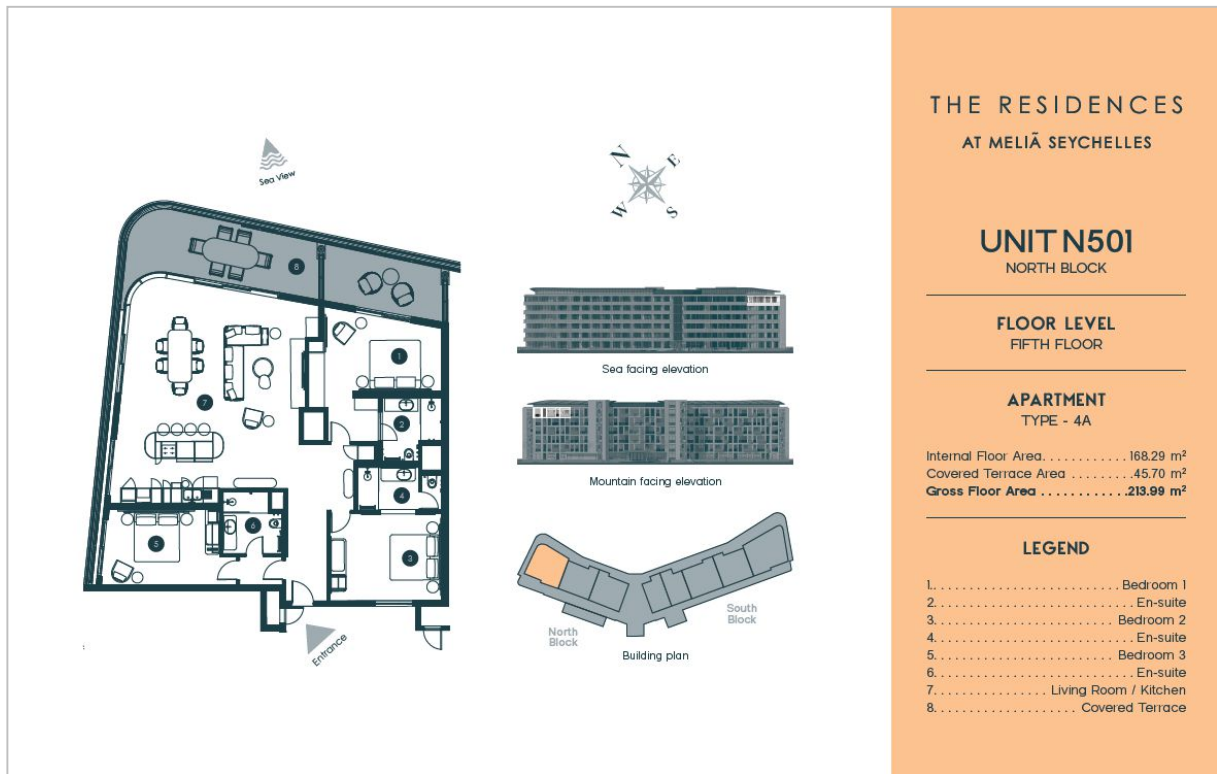 Sea View
8
1
7
2
4
6
5
3
Entrance
N
E
W
S
Sea facing elevation
Mountain facing elevation
North
Block
South
Block
Building plan
THE RESIDENCES
AT MELIÃ SEYCHELLES
UNIT N501
NORTH BLOCK
FLOOR LEVEL
FIFTH FLOOR
APARTMENT
TYPE - 4A
Internal Floor Area. . . . . . . . . . . . 168.29 m²
Covered Terrace Area . . . . . . . . . 45.70 m²
Gross Floor Area . . . . . . . . . . . .213.99 m²
LEGEND
1. . . . . . . . . . . . . . . . . . . . . . . . . Bedroom 1
2. . . . . . . . . . . . . . . . . . . . . . . . . . . En-suite
3. . . . . . . . . . . . . . . . . . . . . . . . . Bedroom 2
4. . . . . . . . . . . . . . . . . . . . . . . . . . . En-suite
5. . . . . . . . . . . . . . . . . . . . . . . . . Bedroom 3
6. . . . . . . . . . . . . . . . . . . . . . . . . . . En-suite
7. . . . . . . . . . . . . . . . Living Room / Kitchen
8. . . . . . . . . . . . . . . . . . . . Covered Terrace